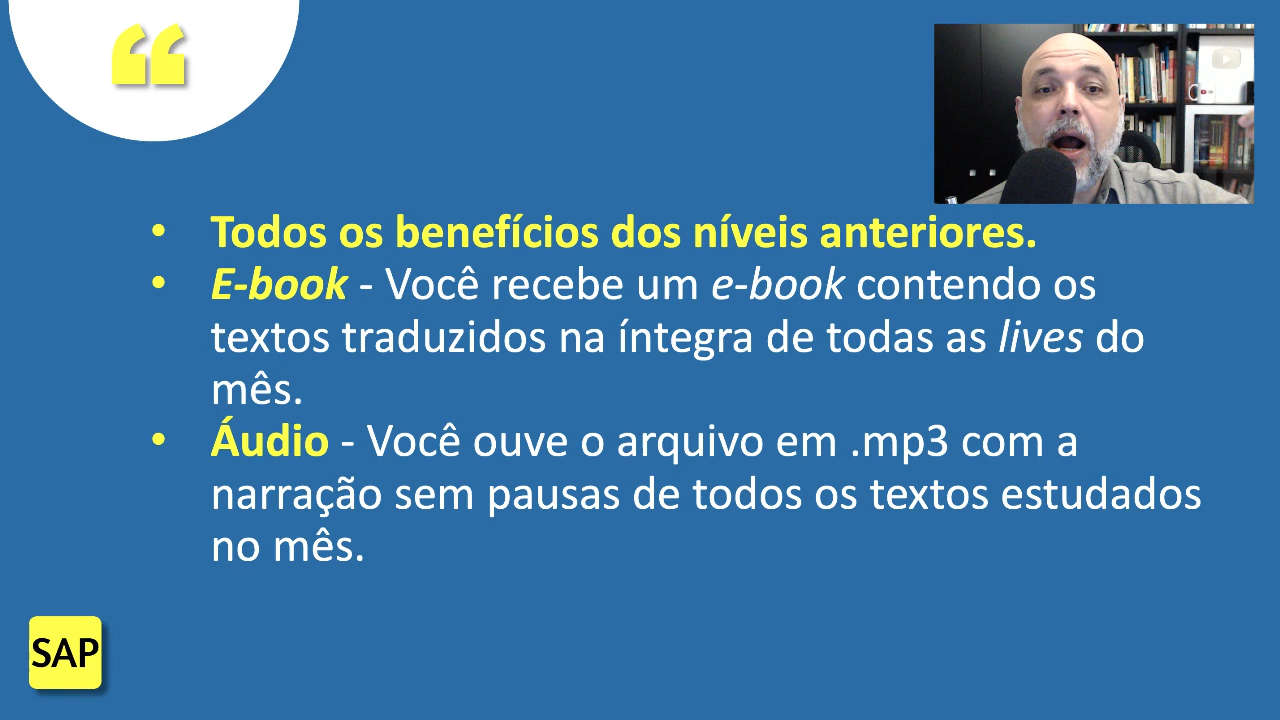 “
• Todos os benefícios dos níveis anteriores.
• E-book - Você recebe um e-book contendo os
textos traduzidos na íntegra de todas as lives do
mês.
• Áudio - Você ouve o arquivo em .mp3 com a
narração sem pausas de todos os textos estudados
no mês.
SAP